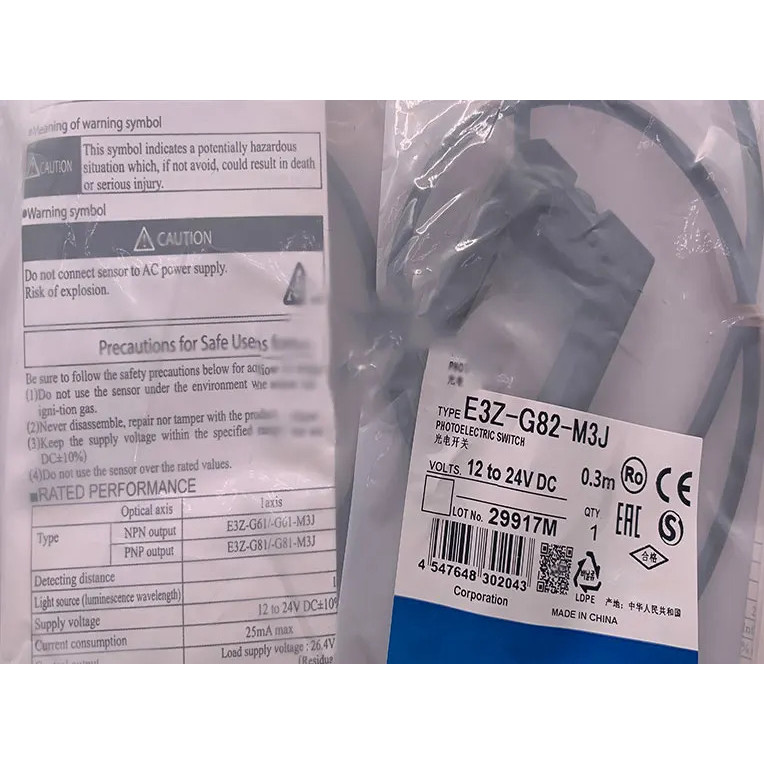 ●Meaning of warning symbol
CAUTION
This symbol indicates a potentially hazardous
situation which, if not avoid, could result in death
or serious injury.
●Warning symbol
CAUTION
Do not connect sensor to AC power supply.
Risk of explosion.
Precautions for Safe Use
Be sure to follow the safety precautions below for
(1)Do not use the sensor under the environment
igni-tion gas.
(2)Never disassemble, repair nor tamper with the
(3)Keep the supply voltage within the specified
DC±10%)
(4)Do not use the sensor over the rated values.
■RATED PERFORMANCE
Optical axis 1axis
Type NPN output E3Z-G61/-G61-M3J
PNP output E3Z-G81/-G81-M3J
Detecting distance
Light source (luminescence wavelength)
Supply voltage 12 to 24V DC±10%
Current consumption 25mA max
Load supply voltage : 26.4V
(Residua
光电
TYPE E3Z-G82-M3J
PHOTOELECTRIC SWITCH
光电开关
VOLTS. 12 to 24V DC 0.3m Ro CE
LOT No. 29917M QTY 1 EAC S
合格
4 547648 302043
LDPE
产地: 中华人民共和国
Corporation
MADE IN CHINA